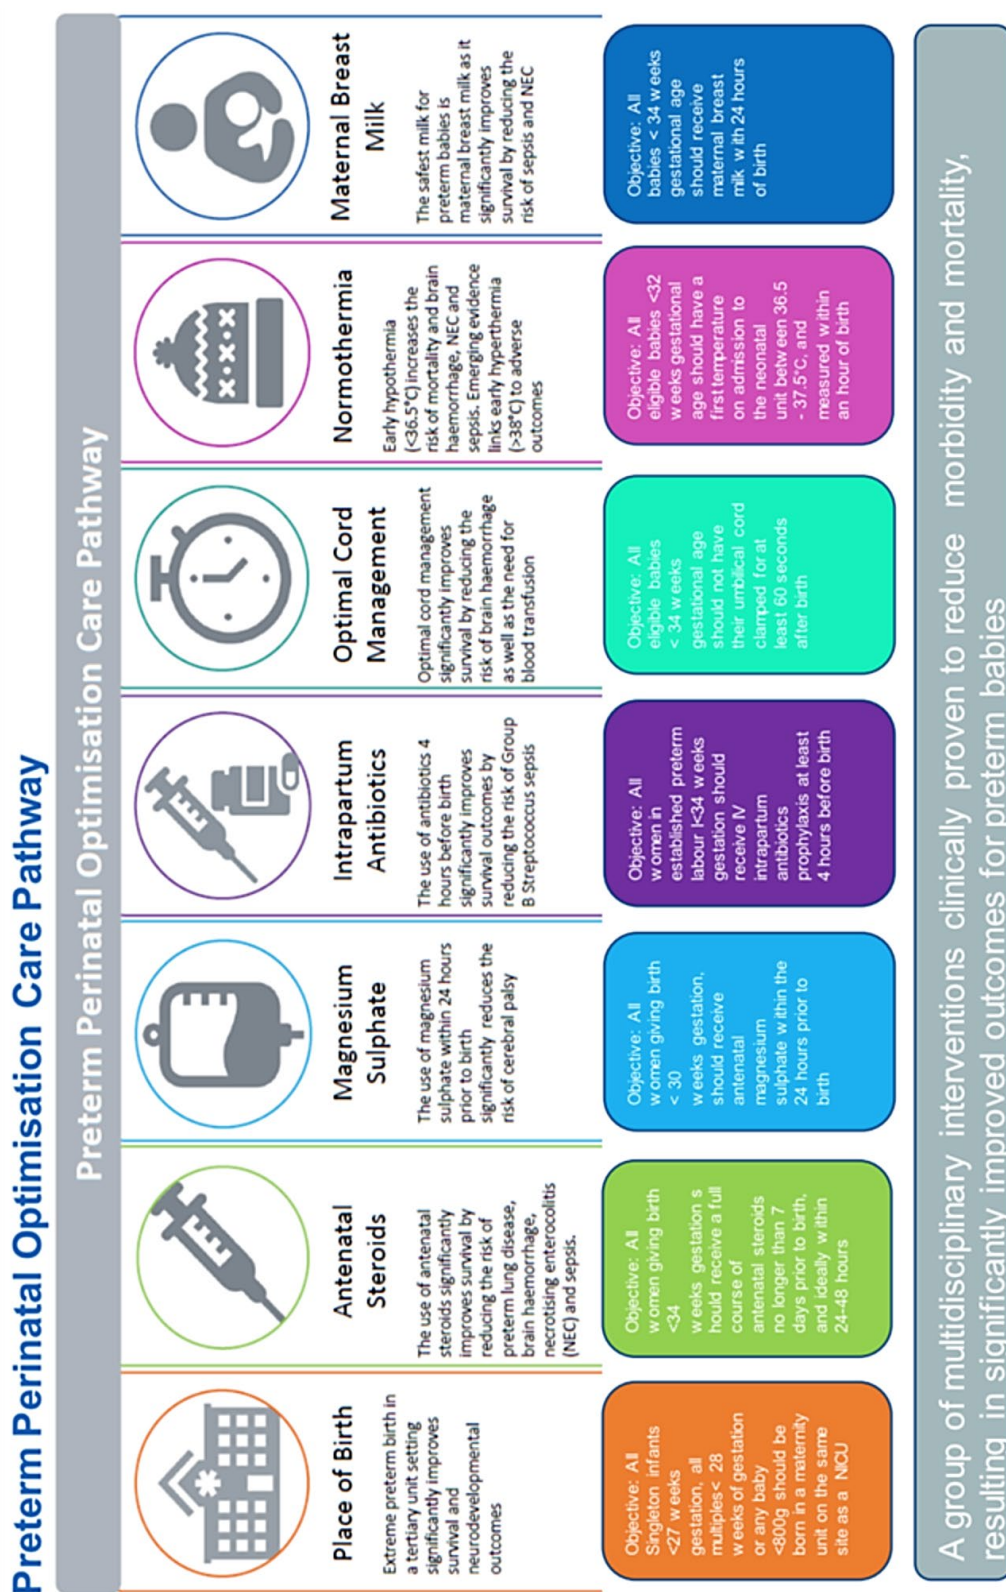 Preterm Perinatal Optimisation Care Pathway
Preterm Perinatal Optimisation Care Pathway
Place of Birth
Extreme preterm birth in
a tertiary unit setting
significantly improves
survival and
neurodevelopmental
outcomes
Objective: All
Singleton infants
<27 weeks
gestation, all
multiples< 28
weeks of gestation
or any baby
<800g should be
born in a maternity
unit on the same
site as a NICU
Antenatal
Steroids
The use of antenatal
steroids significantly
improves survival by
reducing the risk of
preterm lung disease,
brain haemorrhage,
necrotising enterocolitis
(NEC) and sepsis.
Objective: All
women giving birth
<34
weeks gestation s
hould receive a full
course of
antenatal steroids
no longer than 7
days prior to birth,
and ideally within
24-48 hours
Magnesium
Sulphate
The use of magnesium
sulphate within 24 hours
prior to birth
significantly reduces the
risk of cerebral palsy
Objective: All
women giving birth
< 30
weeks gestation,
should receive
antenatal
magnesium
sulphate within the
24 hours prior to
birth
Intrapartum
Antibiotics
The use of antibiotics 4
hours before birth
significantly improves
survival outcomes by
reducing the risk of Group
B Streptococcus sepsis
Objective: All
women in
established preterm
labour K34 weeks
gestation should
receive IV
intrapartum
antibiotics
prophylaxis at least
4 hours before birth
Optimal Cord
Management
Optimal cord management
significantly improves
survival by reducing the
risk of brain haemorrhage
as well as the need for
blood transfusion
Objective: All
eligible babies
< 34 weeks
gestational age
should not have
their umbilical cord
clamped for at
least 60 seconds
after birth
Normothermia
Early hypothermia
(<36.5°C) increases the
risk of mortality and brain
haemorrhage, NEC and
sepsis. Emerging evidence
links early hyperthermia
(>38°C) to adverse
outcomes
Objective: All
eligible babies <32
weeks gestational
age should have a
first temperature
on admission to
the neonatal
unit between 36.5
- 37.5°C, and
measured within
an hour of birth
Maternal Breast
Milk
The safest milk for
preterm babies is
maternal breast milk as it
significantly improves
survival by reducing the
risk of sepsis and NEC
Objective: All
babies < 34 weeks
gestational age
should receive
maternal breast
milk with 24 hours
of birth
A group of multidisciplinary interventions clinically proven to reduce morbidity and mortality,
resulting in significantly improved outcomes for preterm babies